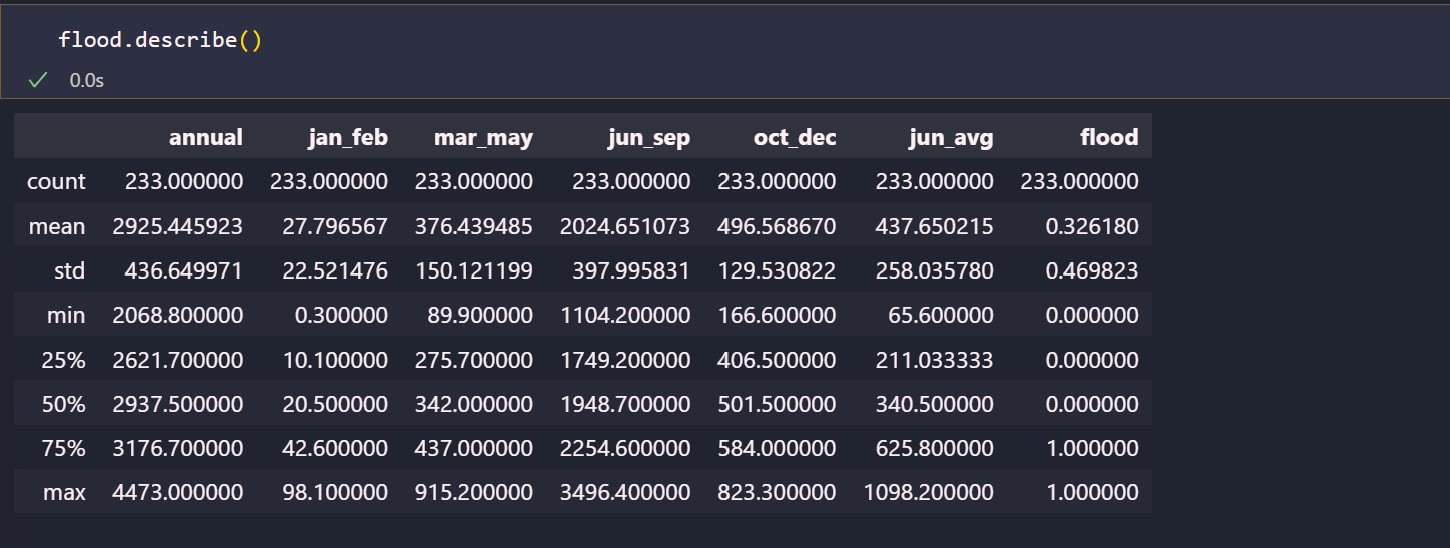 flood.describe()
0.0s
annual jan_feb mar_may jun_sep oct_dec jun_avg flood
count 233.000000 233.000000 233.000000 233.000000 233.000000 233.000000 233.000000
mean 2925.445923 27.796567 376.439485 2024.651073 496.568670 437.650215 0.326180
std 436.649971 22.521476 150.121199 397.995831 129.530822 258.035780 0.469823
min 2068.800000 0.300000 89.900000 1104.200000 166.600000 65.600000 0.000000
25% 2621.700000 10.100000 275.700000 1749.200000 406.500000 211.033333 0.000000
50% 2937.500000 20.500000 342.000000 1948.700000 501.500000 340.500000 0.000000
75% 3176.700000 42.600000 437.000000 2254.600000 584.000000 625.800000 1.000000
max 4473.000000 98.100000 915.200000 3496.400000 823.300000 1098.200000 1.000000